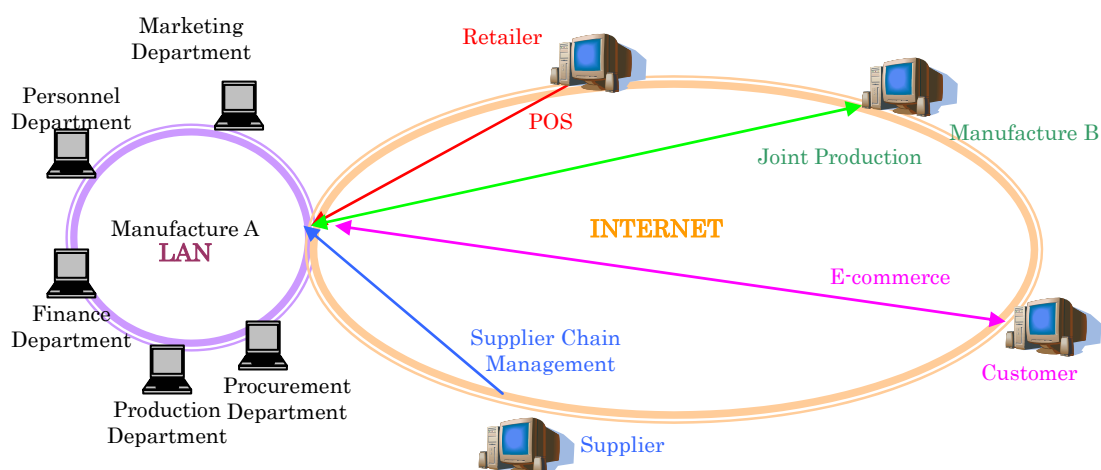 Marketing
Department
Retailer
Personnel
Department
POS
Manufacture B
Joint Production
Manufacture A
LAN
INTERNET
E-commerce
Finance
Department
Supplier Chain
Management
Customer
Procurement
Department
Production
Department
Supplier